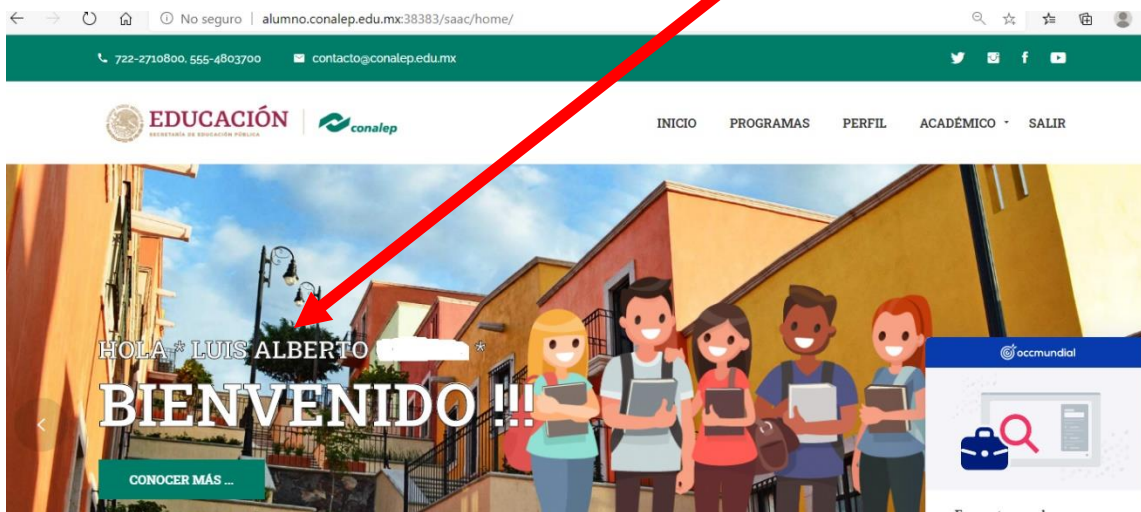 No seguro | alumno.conalep.edu.mx:38383/saac/home/
722-2710800, 555-4803700 contacto@conalep.edu.mx
EDUCACIÓN
SECRETARÍA DE EDUCACIÓN PÚBLICA
conalep
INICIO PROGRAMAS PERFIL ACADÉMICO SALIR
HOLA * LUIS ALBERTO *
BIENVENIDO !!!
CONOCER MÁS ...
occmundial